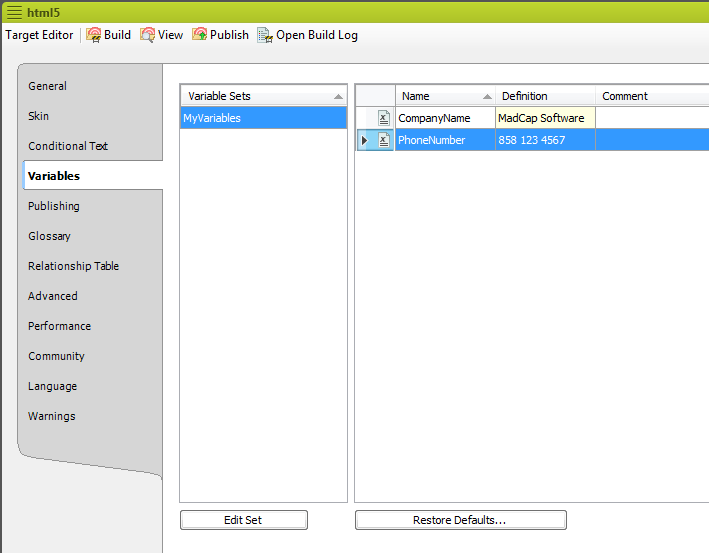 html5
Target Editor Build View Publish Open Build Log
General
Skin
Conditional Text
Variables
Publishing
Glossary
Relationship Table
Advanced
Performance
Community
Language
Warnings
Variable Sets
MyVariables
Name Definition Comment
CompanyName MadCap Software
PhoneNumber 858 123 4567
Edit Set
Restore Defaults...